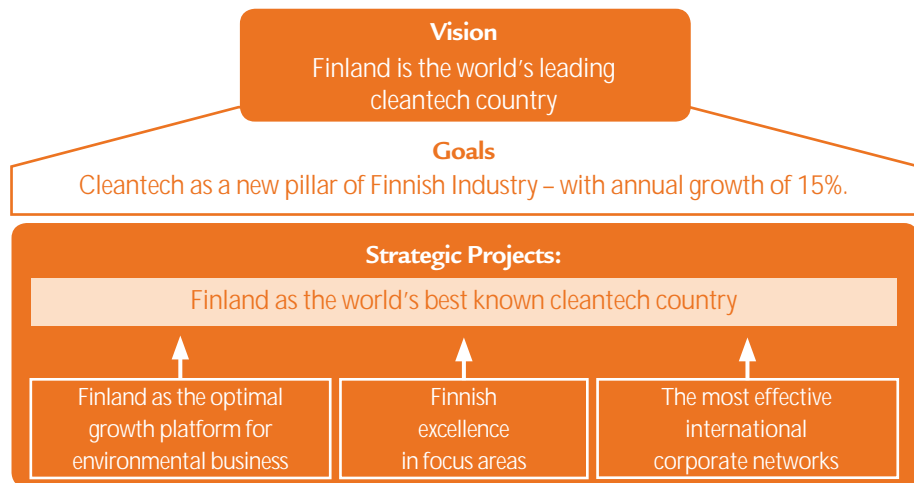 Vision
Finland is the world's leading
cleantech country
Goals
Cleantech as a new pillar of Finnish Industry – with annual growth of 15%.
Strategic Projects:
Finland as the world's best known cleantech country
Finland as the optimal
growth platform for
environmental business
Finnish
excellence
in focus areas
The most effective
international
corporate networks